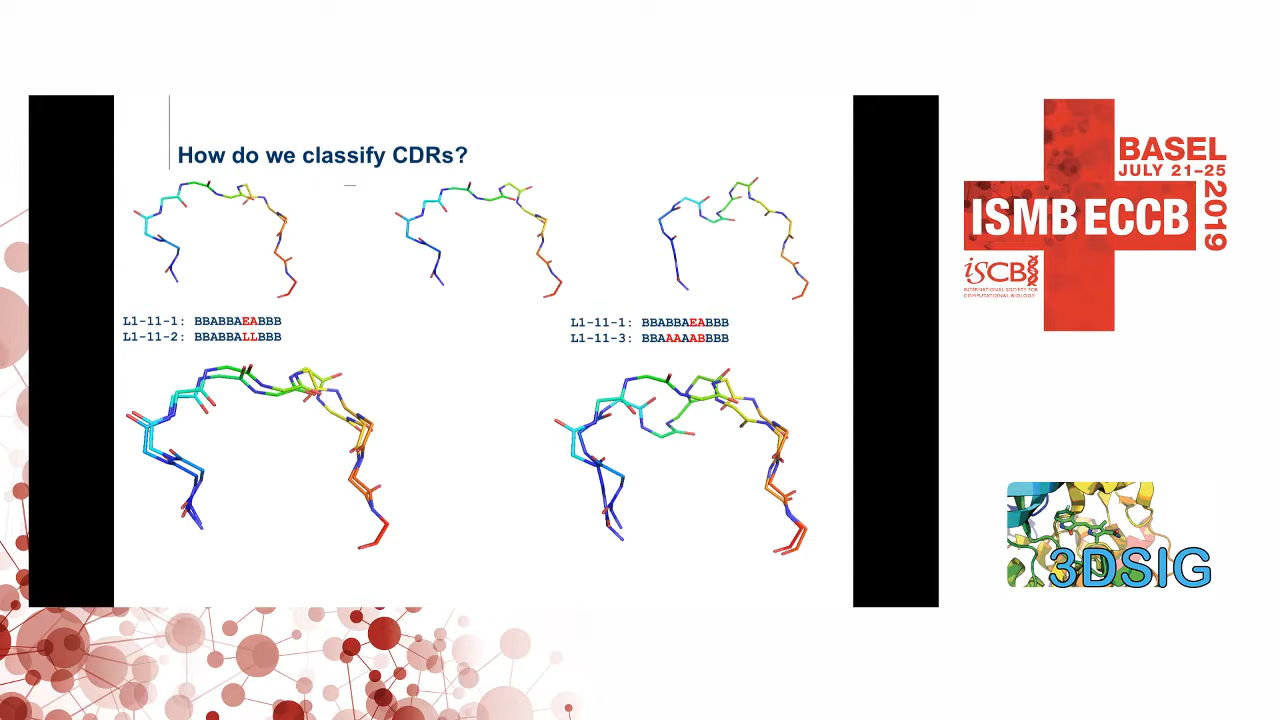 How do we classify CDRs?
L1-11-1: BBABBAEABBB
L1-11-2: BBABBALLBBB
L1-11-1: BBABBAEABBB
L1-11-3: BBAAAAABBBB
BASEL
JULY 21–25
2019
ISMB ECCB
iSCB
INTERNATIONAL SOCIETY FOR
COMPUTATIONAL BIOLOGY
3DSIG